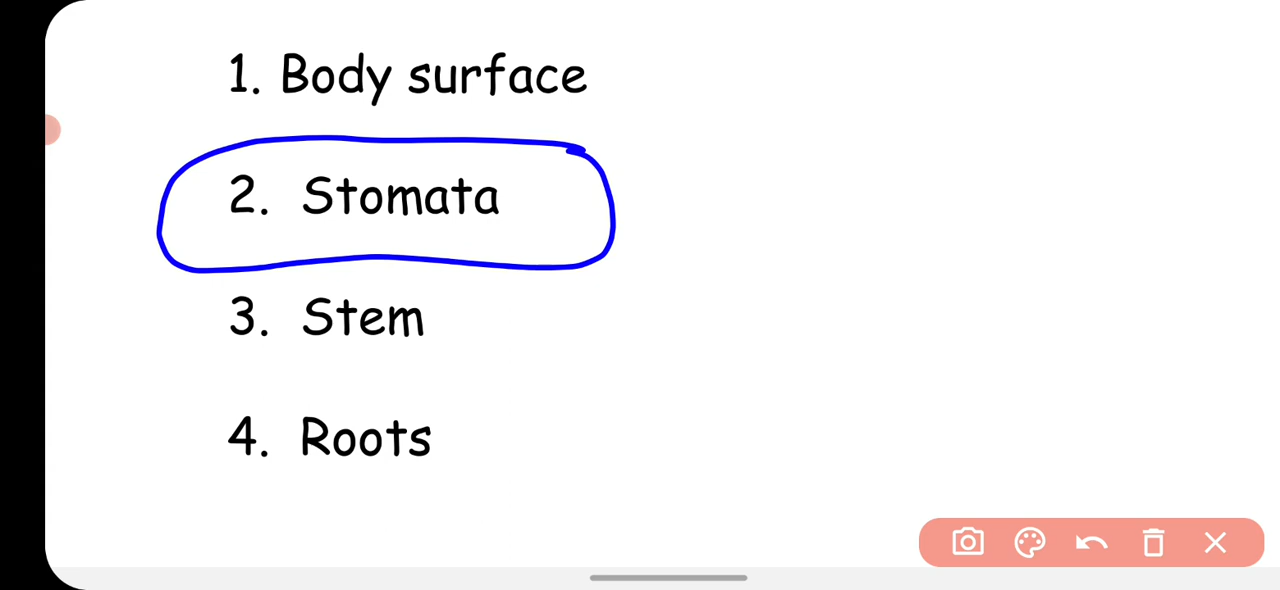 1. Body surface
2. Stomata
3. Stem
4. Roots